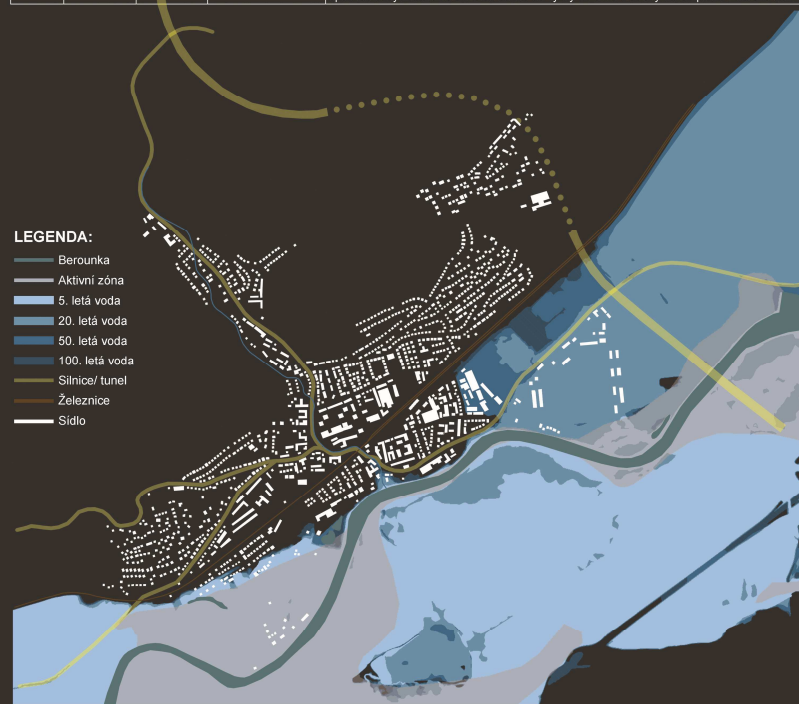 LEGENDA:
Berounka
Aktivní zóna
5. letá voda
20. letá voda
50. letá voda
100. letá voda
Silnice/ tunel
Železnice
Sídlo